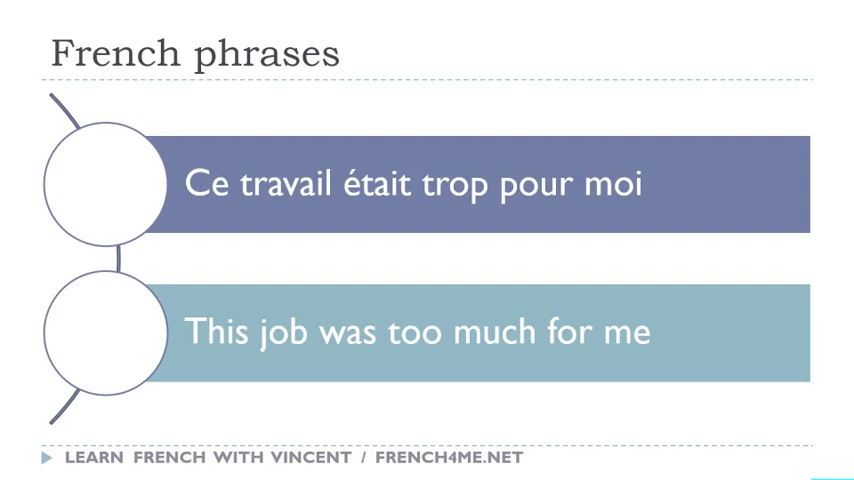 French phrases
Ce travail était trop pour moi
This job was too much for me
LEARN FRENCH WITH VINCENT / FRENCH4ME.NET